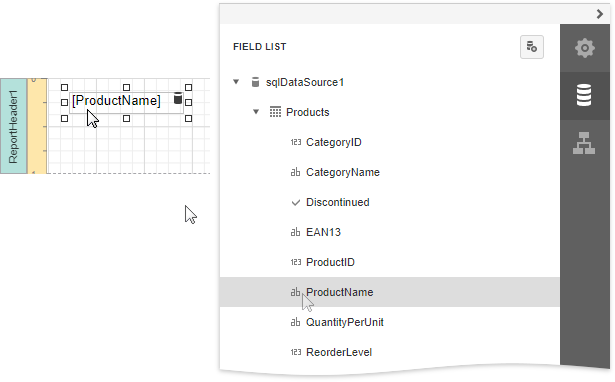 ReportHeader1
[ProductName]
FIELD LIST
sqlDataSource1
Products
123 CategoryID
ab CategoryName
Discontinued
ab EAN13
123 ProductID
ab ProductName
ab QuantityPerUnit
123 ReorderLevel